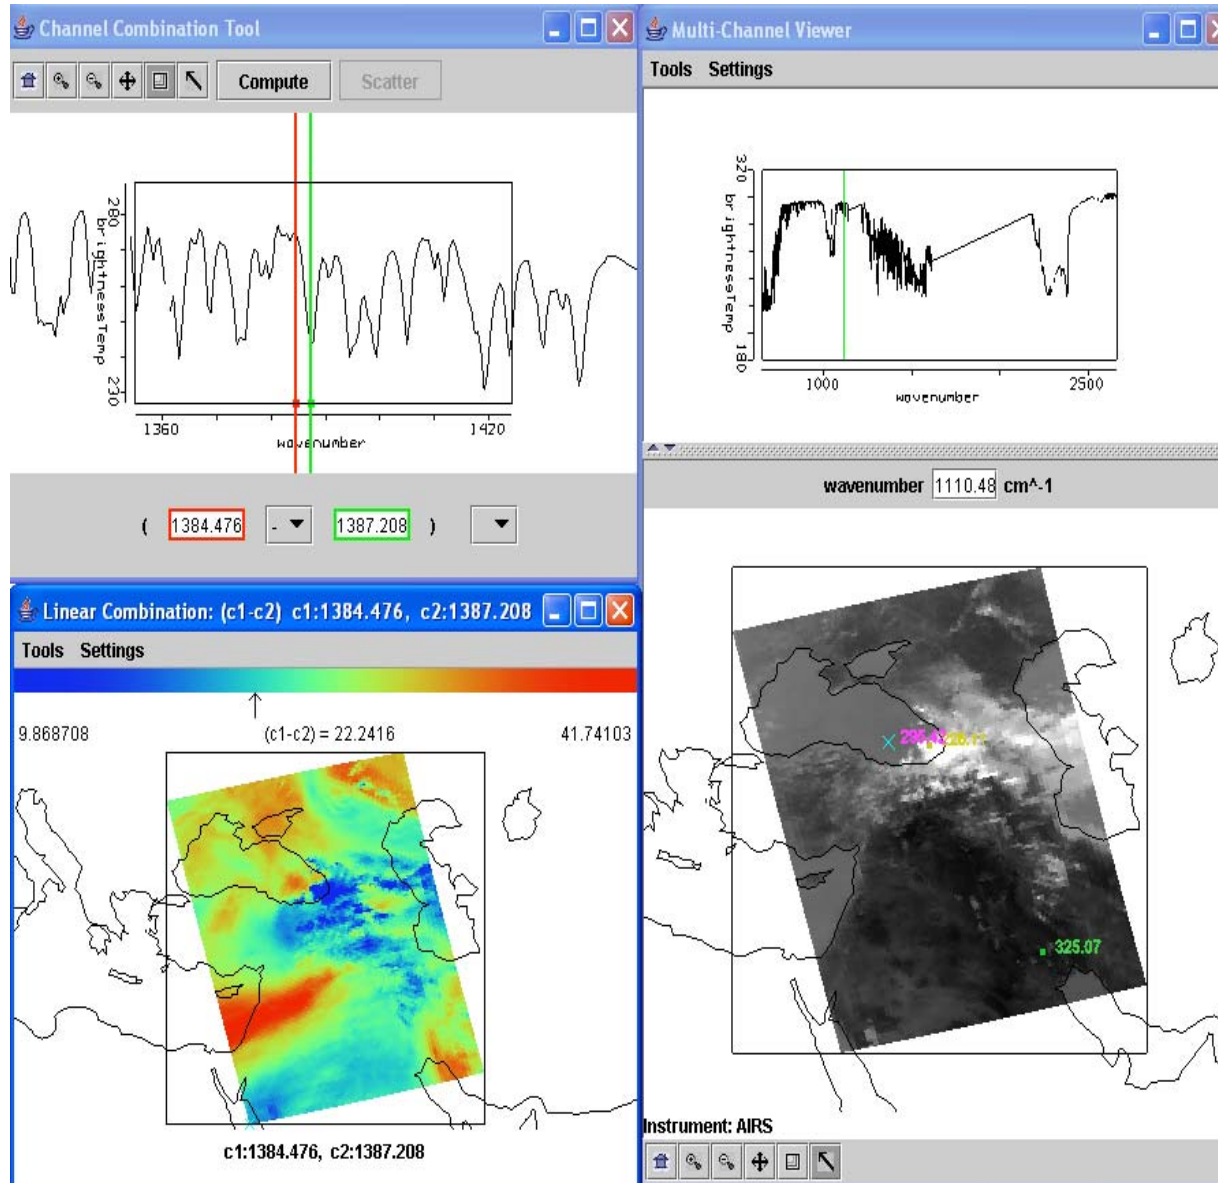 Channel Combination Tool
Compute
Scatter
280
brightnessTemp
230
1360
1420
wavenumber
( 1384.476 - 1387.208 )
Linear Combination: (c1-c2) c1:1384.476, c2:1387.208
Tools Settings
9.868708
(c1-c2) = 22.2416
41.74103
c1:1384.476, c2:1387.208
Multi-Channel Viewer
Tools Settings
320
brightnessTemp
180
1000
2500
wavenumber
wavenumber 1110.48 cm^-1
325.07
Instrument: AIRS